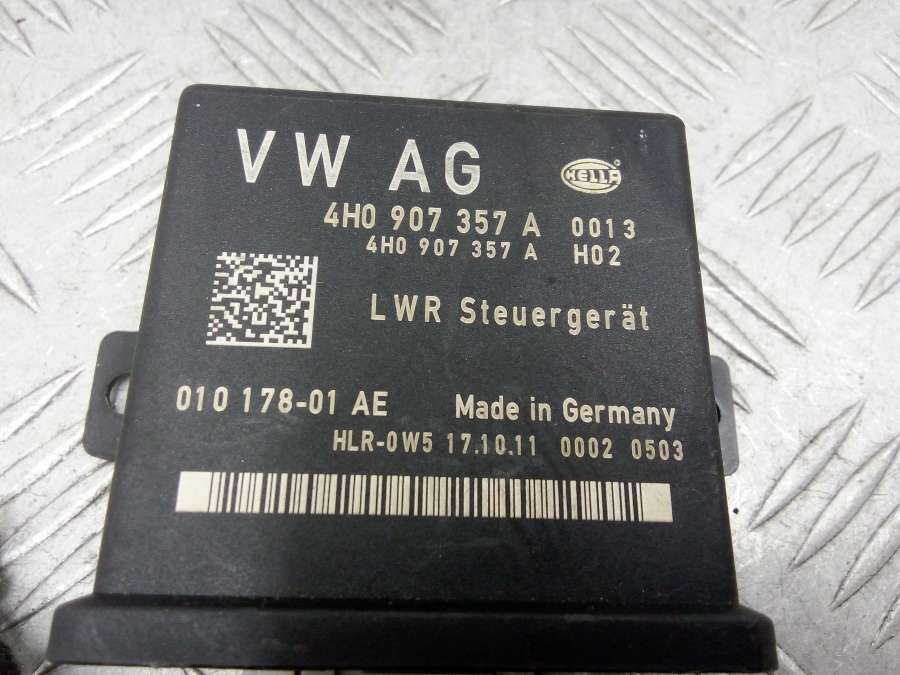 VW AG
HELLA
4H0 907 357 A 0013
4H0 907 357 A H02
LWR Steuergerät
010 178-01 AE Made in Germany
HLR-0W5 17.10.11 0002 0503